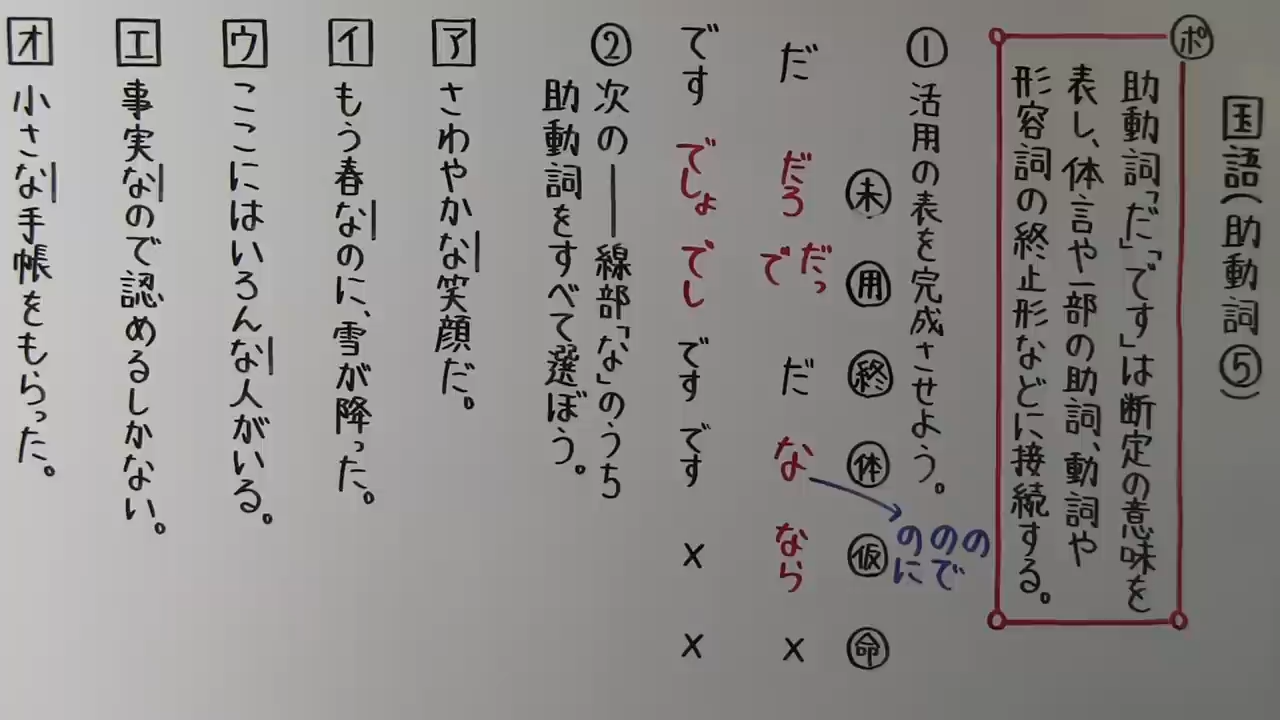 国語(助動詞⑤)
ポ
助動詞「だ」「です」は断定の意味を
表し、体言や一部の助詞、動詞や
形容詞の終止形などに接続する。
① 活用の表を完成させよう。
未 用 終 体 仮 命
のの のに ので
だ だろ だっ で だ な なら ×
です でしょ でし です です × ×
② 次の――線部「な」のうち
助動詞をすべて選ぼう。
ア さわやかな笑顔だ。
イ もう春なのに、雪が降った。
ウ ここにはいろんな人がいる。
エ 事実なので認めるしかない。
オ 小さな手帳をもらった。